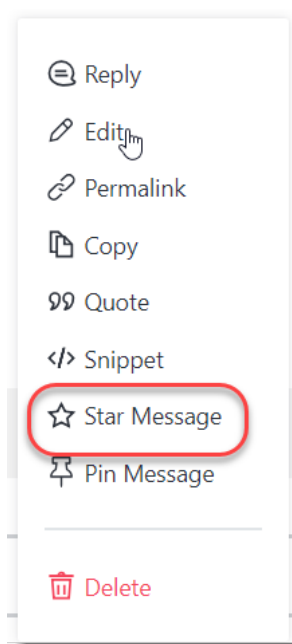 Reply
Edit
Permalink
Copy
Quote
Snippet
Star Message
Pin Message
Delete